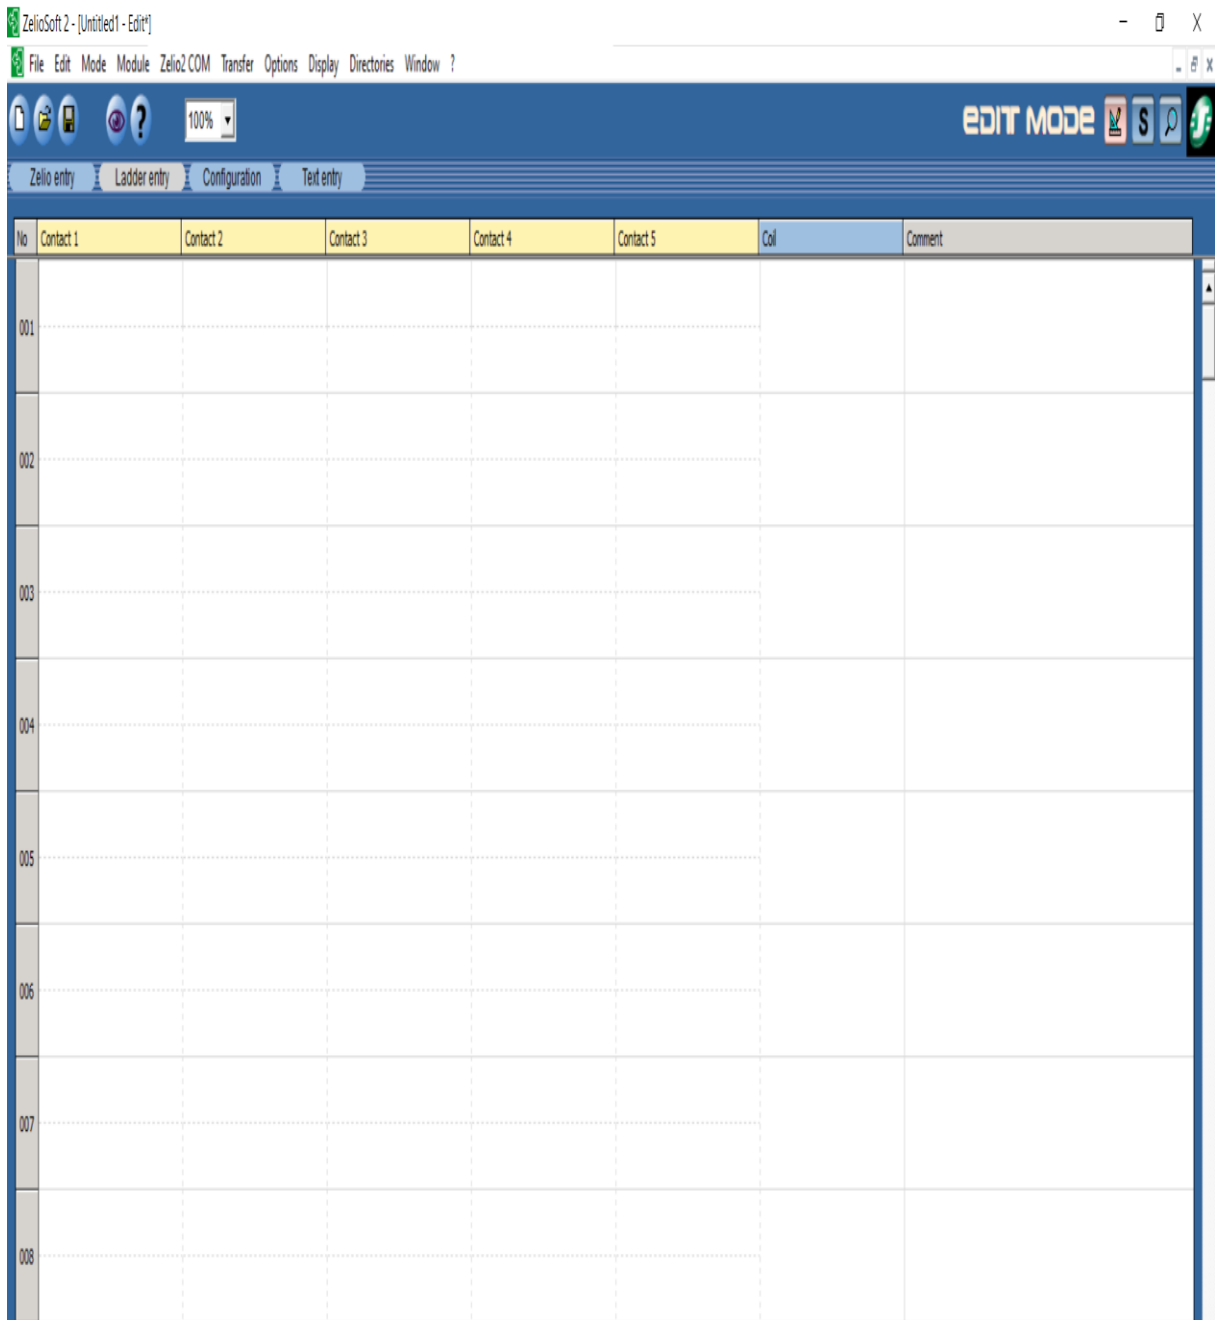 ZelioSoft 2 - [Untitled1 - Edit*]
File Edit Mode Module Zelio2 COM Transfer Options Display Directories Window ?
? 100% EDIT MODE S
Zelio entry Ladder entry Configuration Text entry
No Contact 1 Contact 2 Contact 3 Contact 4 Contact 5 Coil Comment
001
002
003
004
005
006
007
008